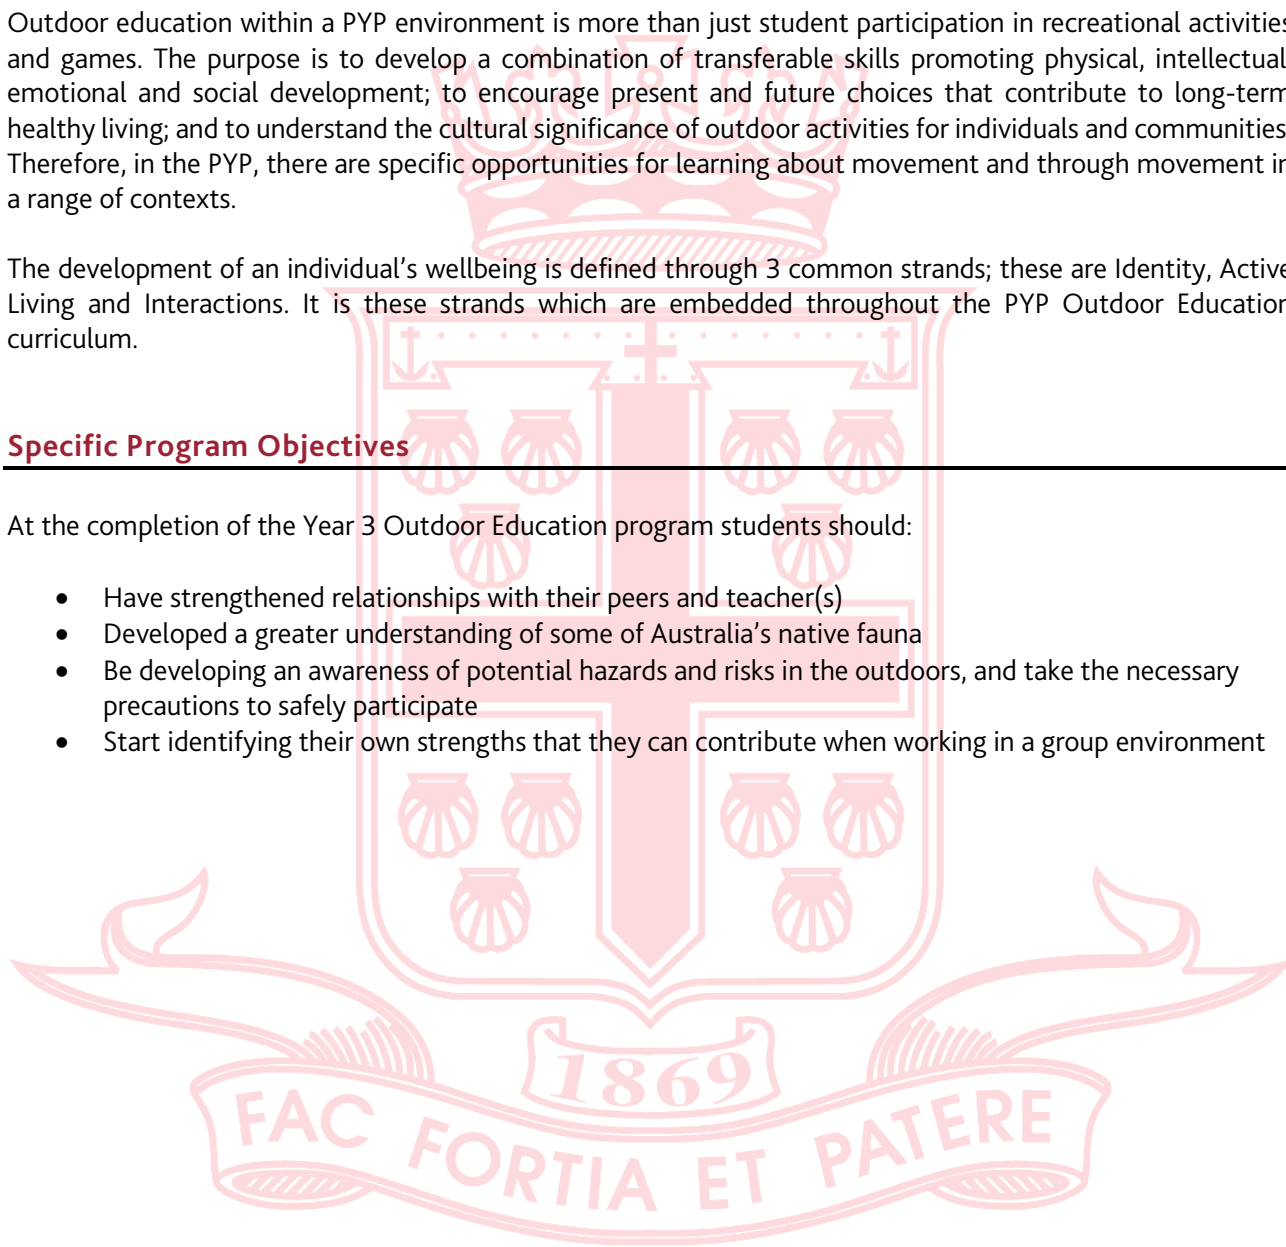 Outdoor education within a PYP environment is more than just student participation in recreational activities
and games. The purpose is to develop a combination of transferable skills promoting physical, intellectual
emotional and social development; to encourage present and future choices that contribute to long-term
healthy living; and to understand the cultural significance of outdoor activities for individuals and communities
Therefore, in the PYP, there are specific opportunities for learning about movement and through movement in
a range of contexts.
The development of an individual's wellbeing is defined through 3 common strands; these are Identity, Active
Living and Interactions. It is these strands which are embedded throughout the PYP Outdoor Education
curriculum.
Specific Program Objectives
At the completion of the Year 3 Outdoor Education program students should:
• Have strengthened relationships with their peers and teacher(s)
• Developed a greater understanding of some of Australia's native fauna
• Be developing an awareness of potential hazards and risks in the outdoors, and take the necessary
precautions to safely participate
• Start identifying their own strengths that they can contribute when working in a group environment
1869
FAC FORTIA ET PATERE